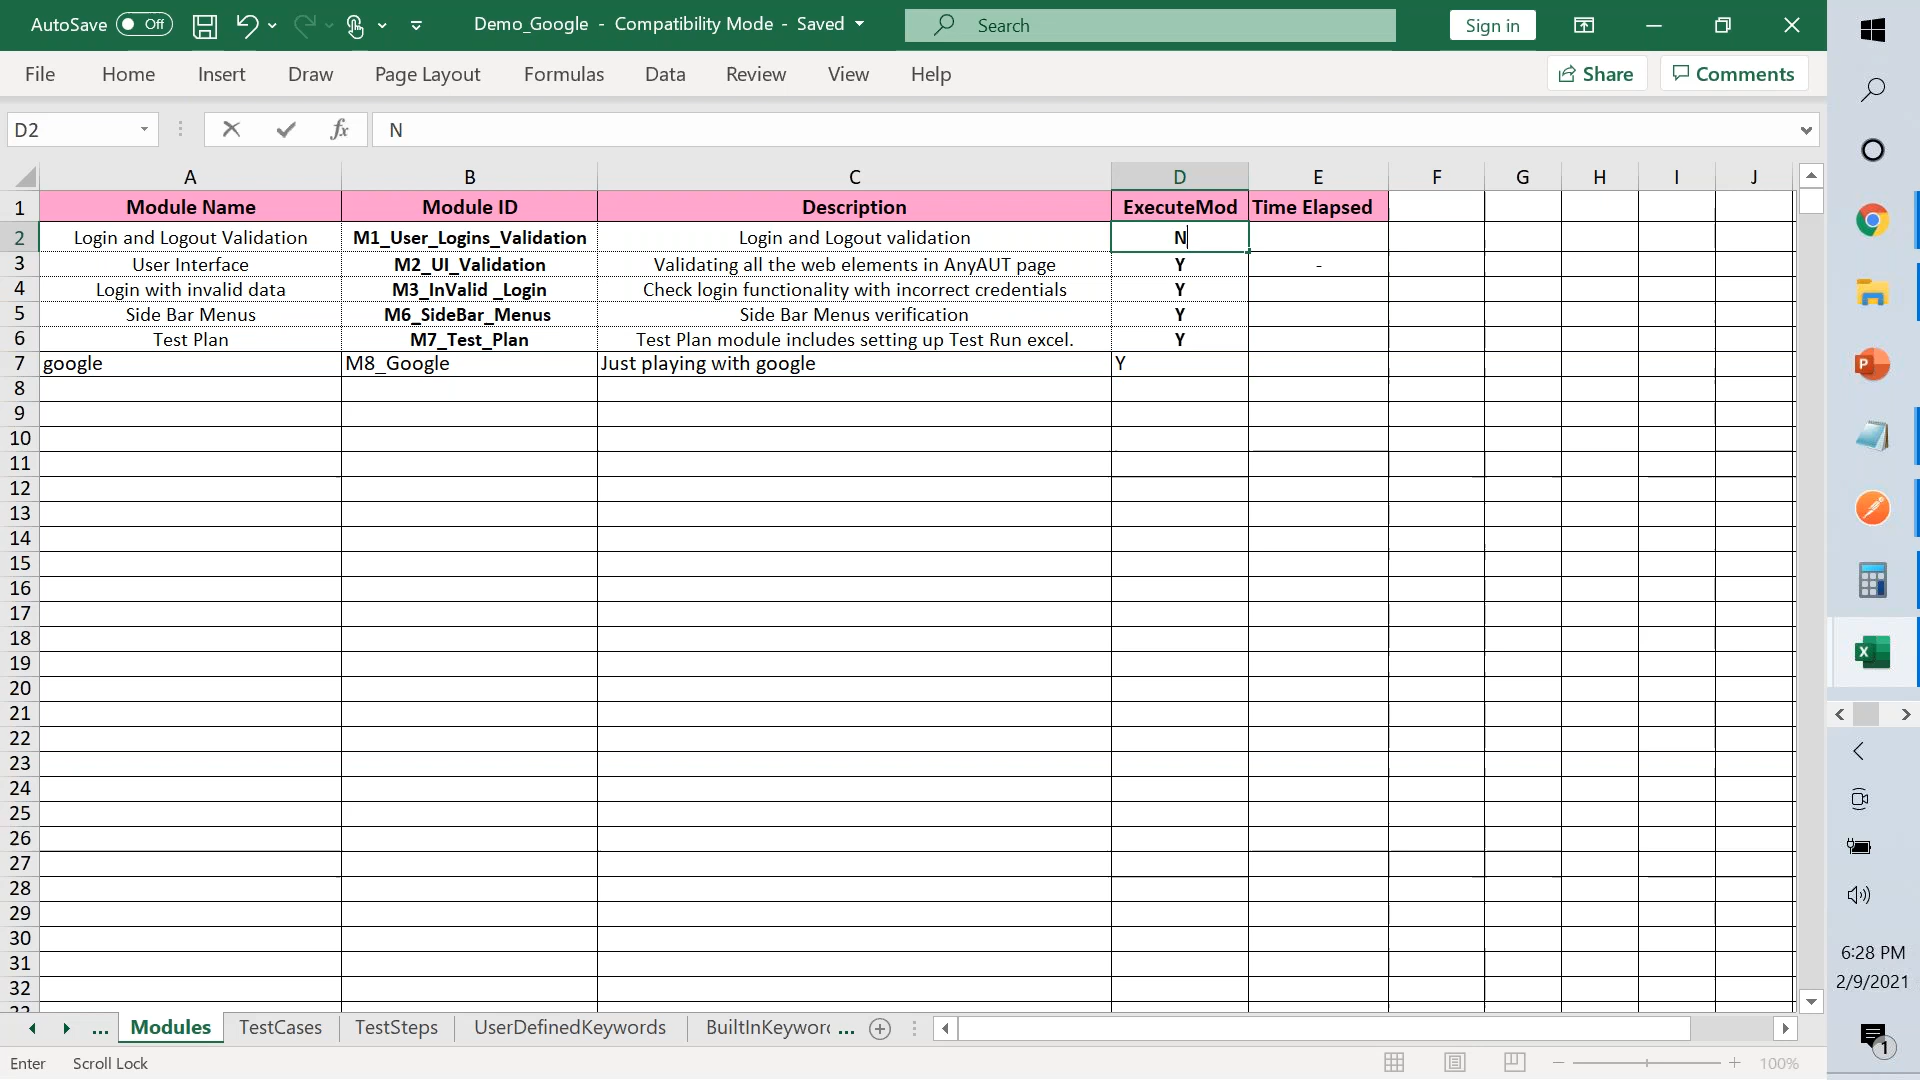 AutoSave Off Demo_Google - Compatibility Mode - Saved Search Sign in
File Home Insert Draw Page Layout Formulas Data Review View Help Share Comments
D2 fx N
A B C D E F G H I J
1 Module Name Module ID Description ExecuteMod Time Elapsed
2 Login and Logout Validation M1_User_Logins_Validation Login and Logout validation N
3 User Interface M2_UI_Validation Validating all the web elements in AnyAUT page Y -
4 Login with invalid data M3_InValid _Login Check login functionality with incorrect credentials Y
5 Side Bar Menus M6_SideBar_Menus Side Bar Menus verification Y
6 Test Plan M7_Test_Plan Test Plan module includes setting up Test Run excel. Y
7 google M8_Google Just playing with google Y
8
9
10
11
12
13
14
15
16
17
18
19
20
21
22
23
24
25
26
27
28
29
30
31
32
... Modules TestCases TestSteps UserDefinedKeywords BuiltInKeywor ...
Enter Scroll Lock 100%
6:28 PM
2/9/2021
1